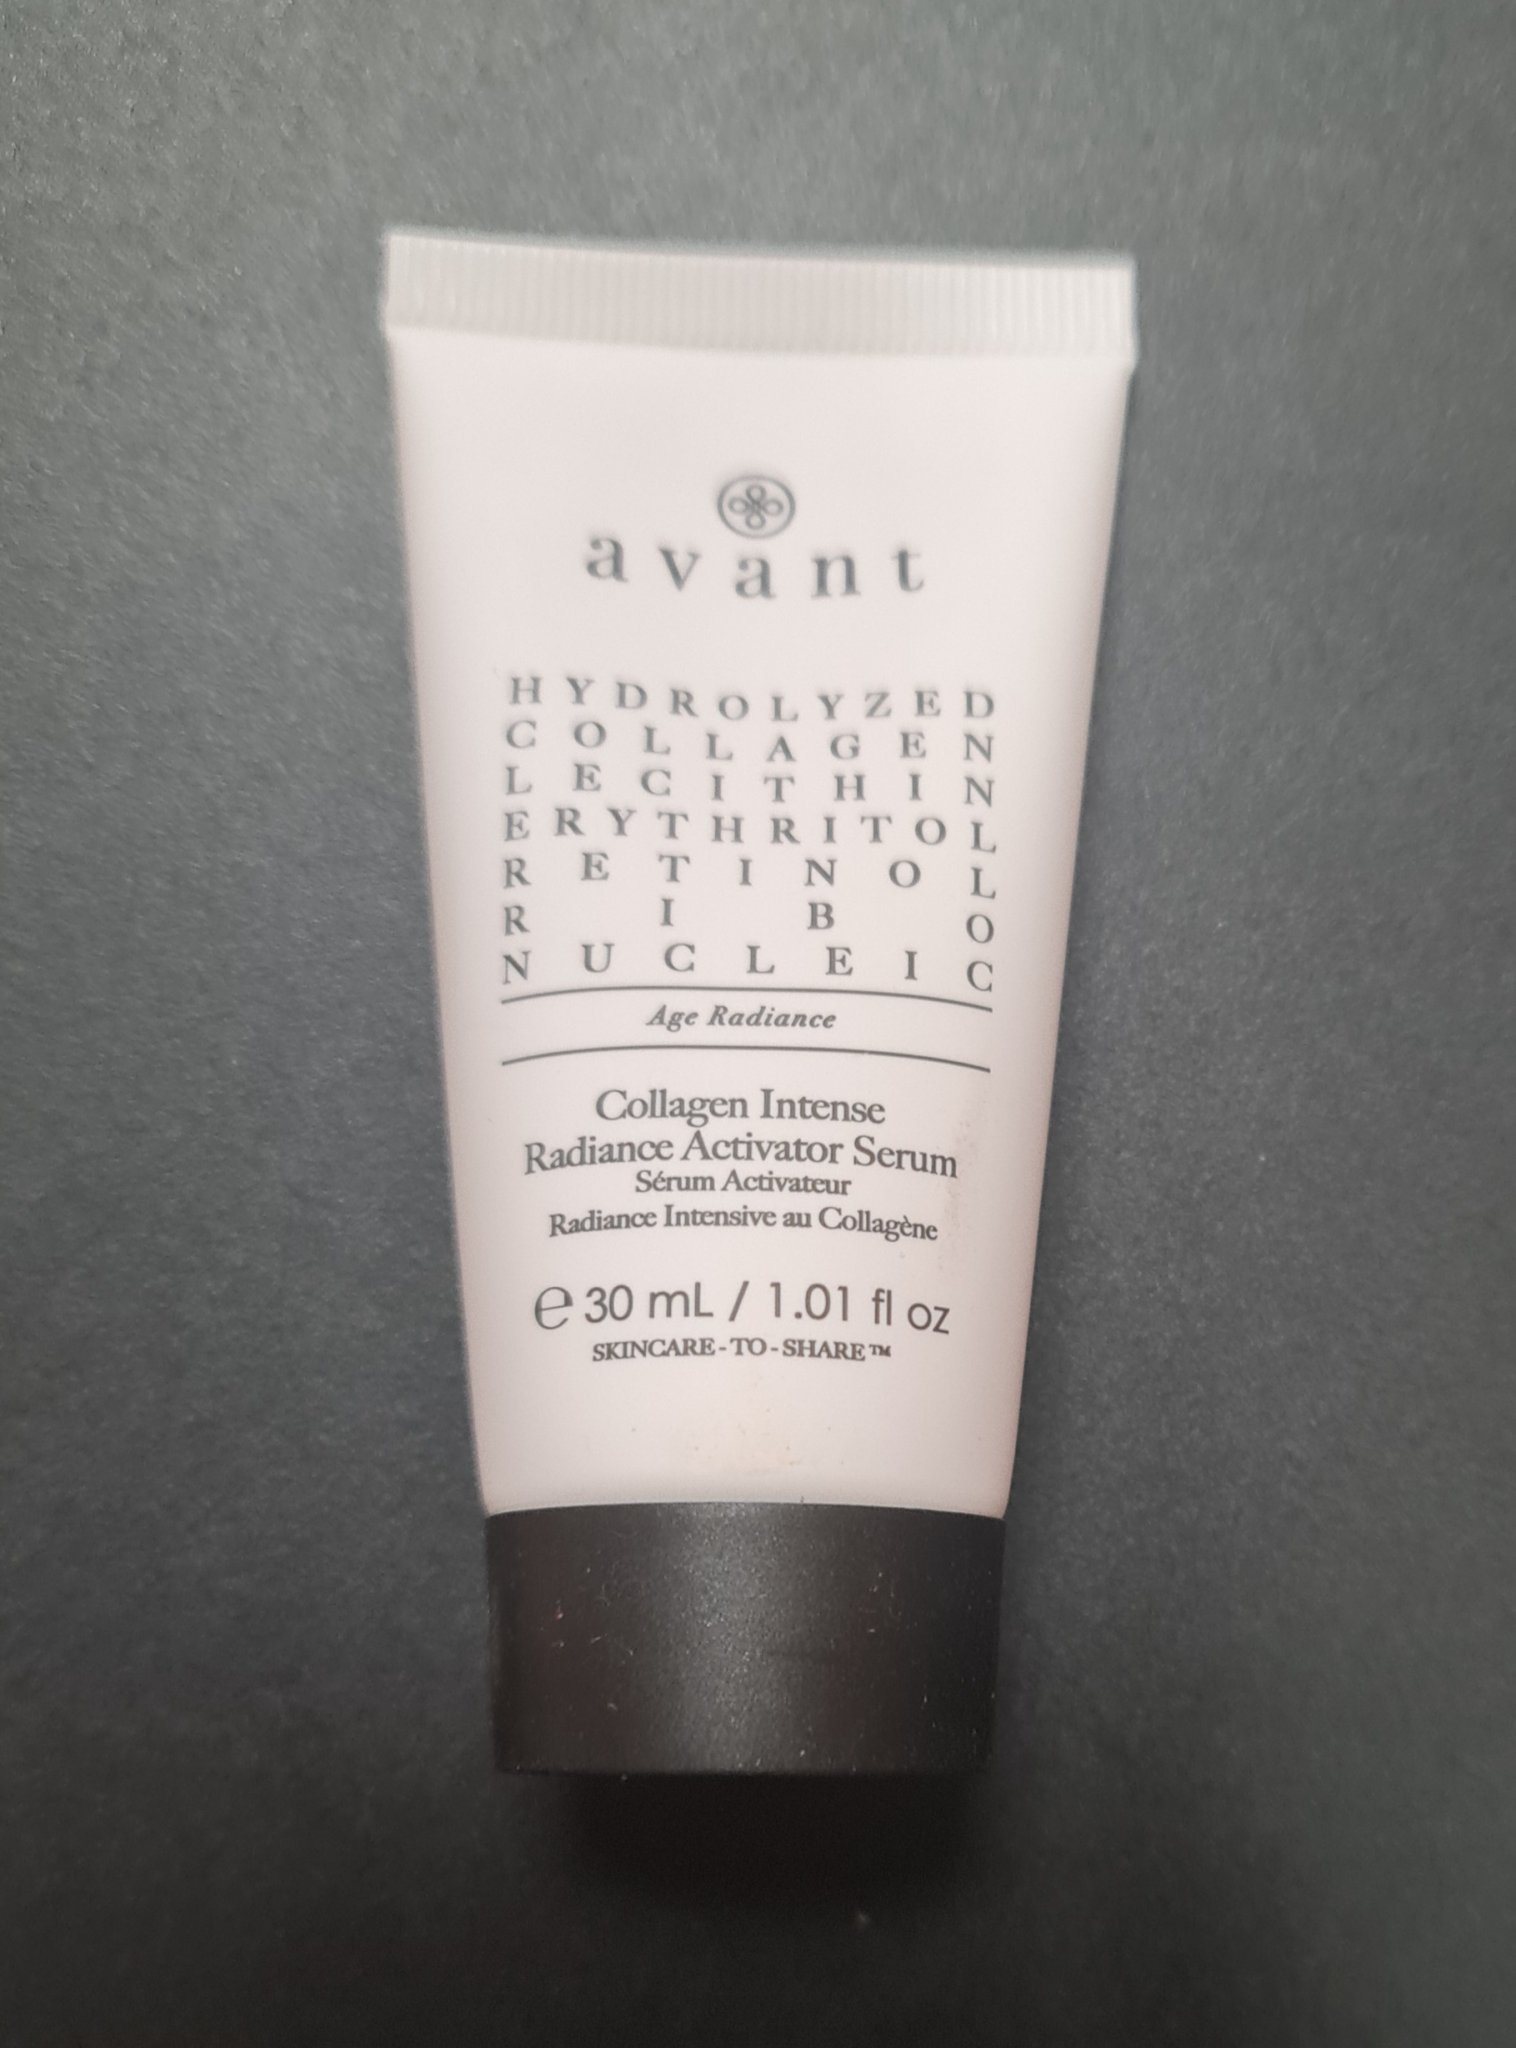 avant
HYDROLYZED
COLLAGEN
LECITHIN
ERYTHRITOL
RETINOL
R I B O
NUCLEIC
Age Radiance
Collagen Intense
Radiance Activator Serum
Sérum Activateur
Radiance Intensive au Collagène
℮ 30 mL / 1.01 fl oz
SKINCARE-TO-SHARE™